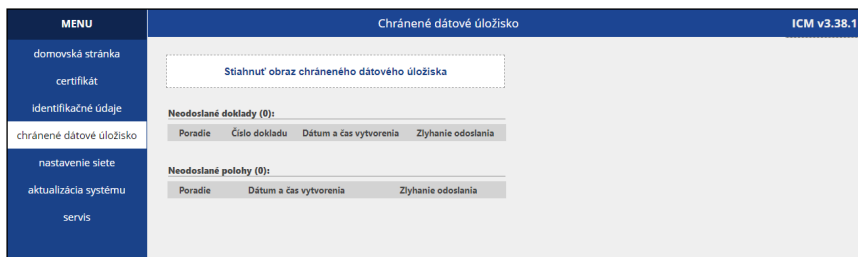 MENU
Chránené dátové úložisko
ICM v3.38.1
domovská stránka
certifikát
identifikačné údaje
chránené dátové úložisko
nastavenie siete
aktualizácia systému
servis
Stiahnuť obraz chráneného dátového úložiska
Neodoslané doklady (0):
Poradie Číslo dokladu Dátum a čas vytvorenia Zlyhanie odoslania
Neodoslané polohy (0):
Poradie Dátum a čas vytvorenia Zlyhanie odoslania